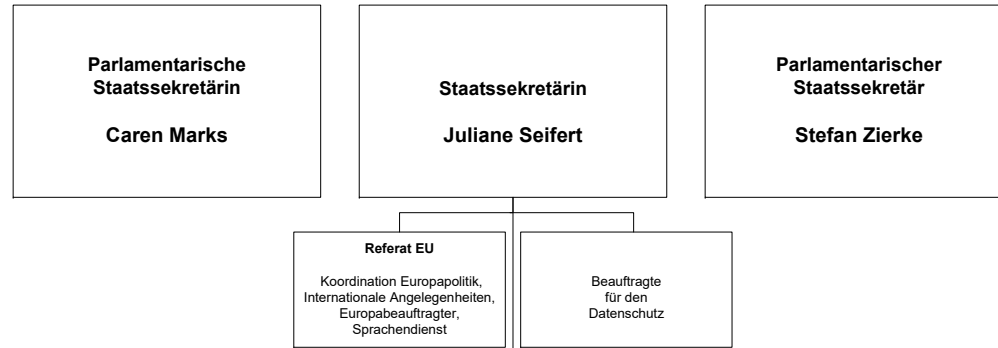 Parlamentarische
Staatssekretärin
Caren Marks
Staatssekretärin
Juliane Seifert
Parlamentarischer
Staatssekretär
Stefan Zierke
Referat EU
Koordination Europapolitik,
Internationale Angelegenheiten,
Europabeauftragter,
Sprachendienst
Beauftragte
für den
Datenschutz